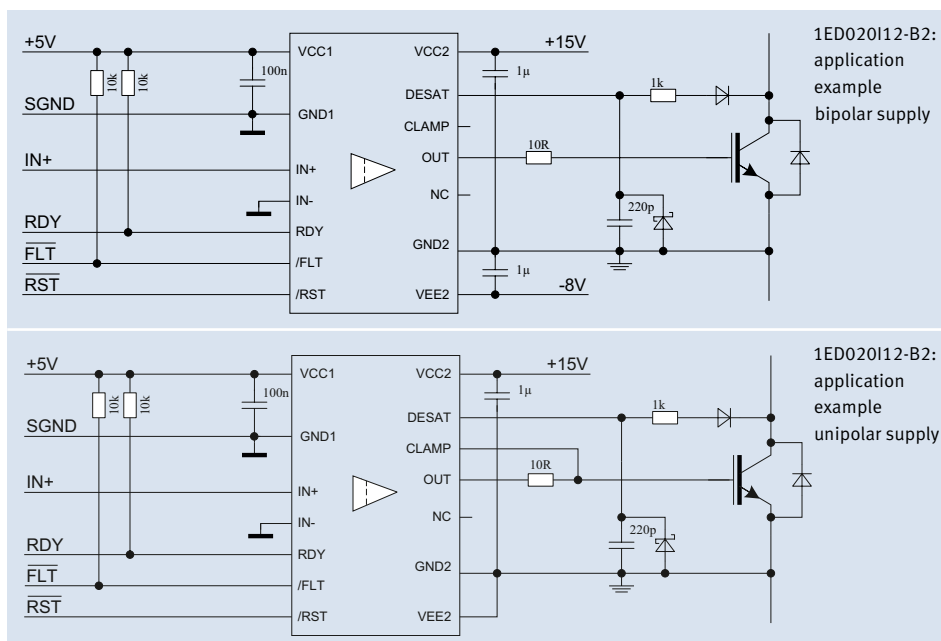 +5V
VCC1
VCC2
+15V
10k
10k
100n
1µ
DESAT
1k
SGND
GND1
CLAMP
10R
OUT
IN+
IN+
IN-
NC
220p
RDY
RDY
GND2
FLT
/FLT
1µ
RST
/RST
VEE2
-8V
1ED020I12-B2:
application
example
bipolar supply
+5V
VCC1
VCC2
+15V
10k
10k
100n
1µ
DESAT
1k
SGND
GND1
CLAMP
10R
OUT
IN+
IN+
IN-
NC
220p
RDY
RDY
GND2
FLT
/FLT
RST
/RST
VEE2
1ED020I12-B2:
application
example
unipolar supply